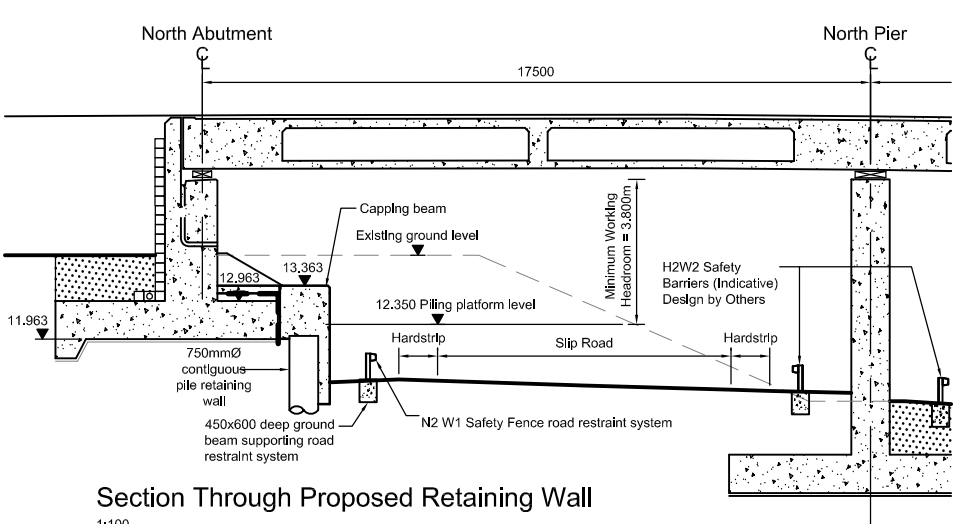 North Abutment
C
L
North Pier
C
L
17500
Capping beam
Existing ground level
Minimum Working
Headroom = 3.800m
H2W2 Safety
Barriers (Indicative)
Design by Others
12.963
13.363
12.350 Piling platform level
11.963
Hardstrip
Slip Road
Hardstrip
750mmØ
contiguous
pile retaining
wall
450x600 deep ground
beam supporting road
restraint system
N2 W1 Safety Fence road restraint system
Section Through Proposed Retaining Wall
1:100